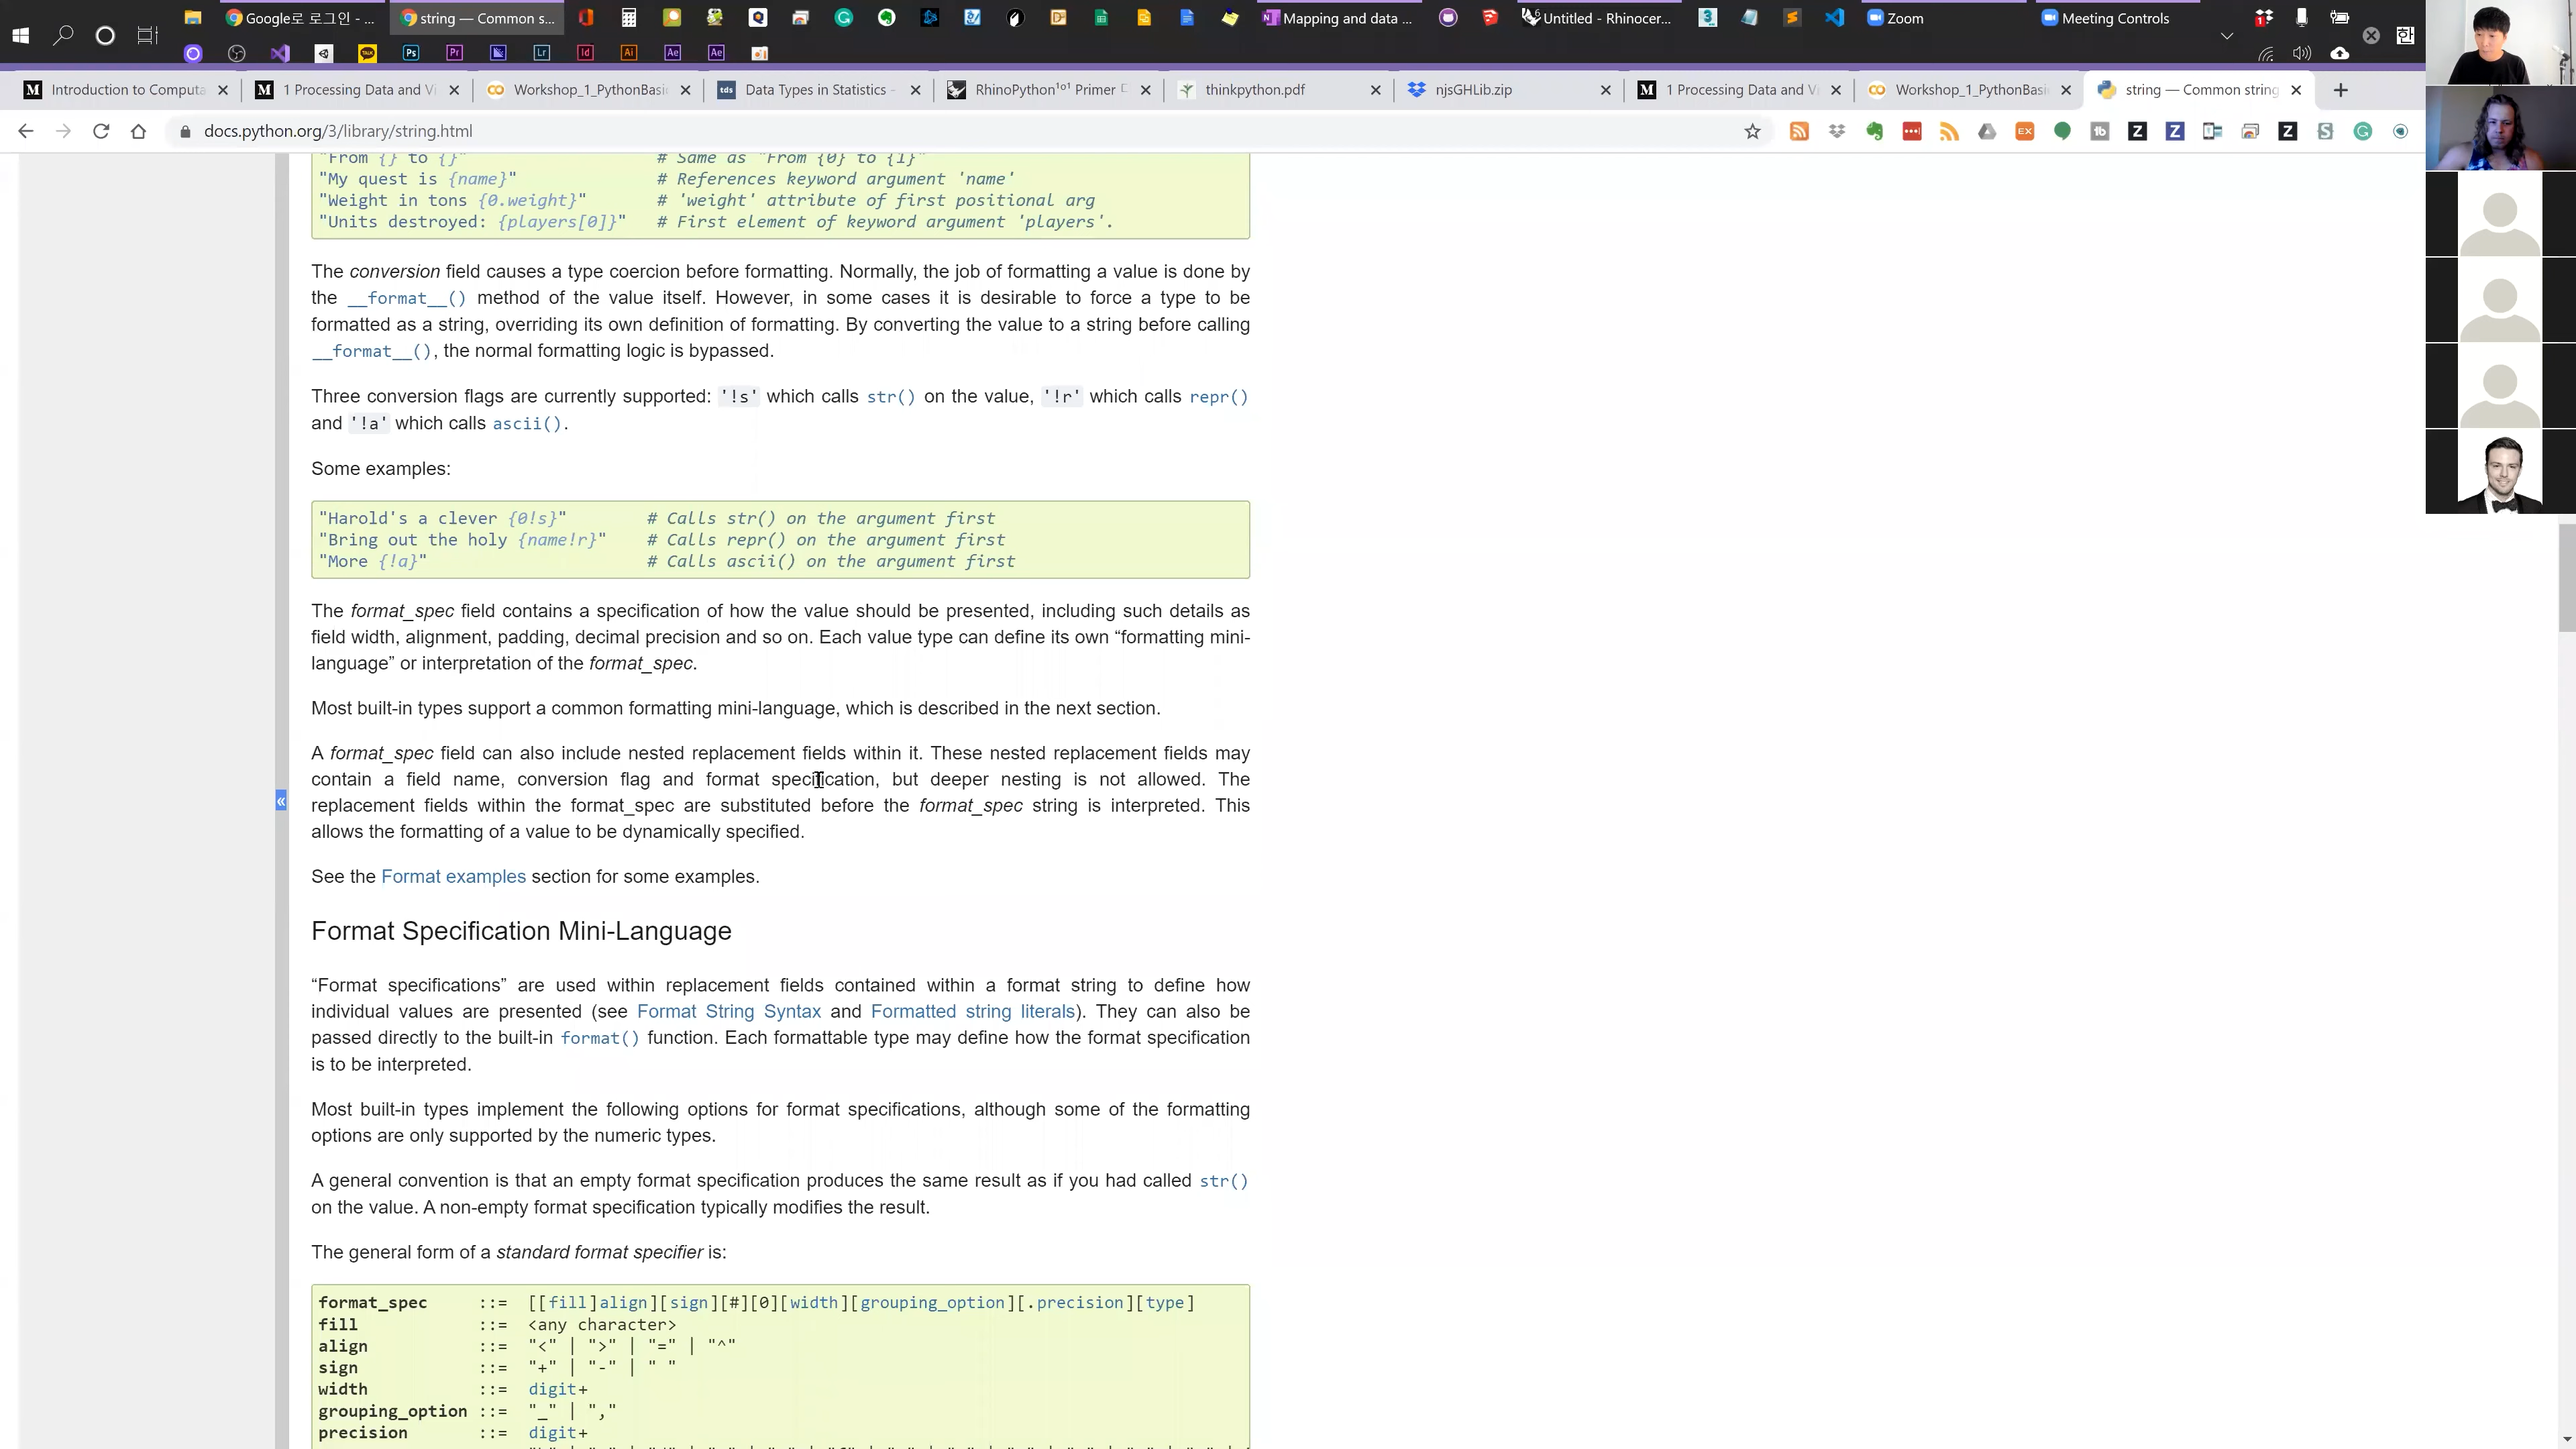 Google로 로그인 - ...
string — Common s...
Mapping and data ...
Untitled - Rhinocer...
Zoom
Meeting Controls
Introduction to Computa
1 Processing Data and Vi
Workshop_1_PythonBasi
Data Types in Statistics -
RhinoPython¹⁰¹ Primer
thinkpython.pdf
njsGHLib.zip
1 Processing Data and Vi
Workshop_1_PythonBasi
string — Common string
docs.python.org/3/library/string.html
"From {} to {}" # Same as "From {0} to {1}"
"My quest is {name}" # References keyword argument 'name'
"Weight in tons {0.weight}" # 'weight' attribute of first positional arg
"Units destroyed: {players[0]}" # First element of keyword argument 'players'.
The conversion field causes a type coercion before formatting. Normally, the job of formatting a value is done by
the __format__() method of the value itself. However, in some cases it is desirable to force a type to be
formatted as a string, overriding its own definition of formatting. By converting the value to a string before calling
__format__(), the normal formatting logic is bypassed.
Three conversion flags are currently supported: '!s' which calls str() on the value, '!r' which calls repr()
and '!a' which calls ascii().
Some examples:
"Harold's a clever {0!s}" # Calls str() on the argument first
"Bring out the holy {name!r}" # Calls repr() on the argument first
"More {!a}" # Calls ascii() on the argument first
The format_spec field contains a specification of how the value should be presented, including such details as
field width, alignment, padding, decimal precision and so on. Each value type can define its own “formatting mini-
language” or interpretation of the format_spec.
Most built-in types support a common formatting mini-language, which is described in the next section.
A format_spec field can also include nested replacement fields within it. These nested replacement fields may
contain a field name, conversion flag and format specification, but deeper nesting is not allowed. The
replacement fields within the format_spec are substituted before the format_spec string is interpreted. This
allows the formatting of a value to be dynamically specified.
See the Format examples section for some examples.
Format Specification Mini-Language
“Format specifications” are used within replacement fields contained within a format string to define how
individual values are presented (see Format String Syntax and Formatted string literals). They can also be
passed directly to the built-in format() function. Each formattable type may define how the format specification
is to be interpreted.
Most built-in types implement the following options for format specifications, although some of the formatting
options are only supported by the numeric types.
A general convention is that an empty format specification produces the same result as if you had called str()
on the value. A non-empty format specification typically modifies the result.
The general form of a standard format specifier is:
format_spec ::= [[fill]align][sign][#][0][width][grouping_option][.precision][type]
fill ::= <any character>
align ::= "<" | ">" | "=" | "^"
sign ::= "+" | "-" | " "
width ::= digit+
grouping_option ::= "_" | ","
precision ::= digit+